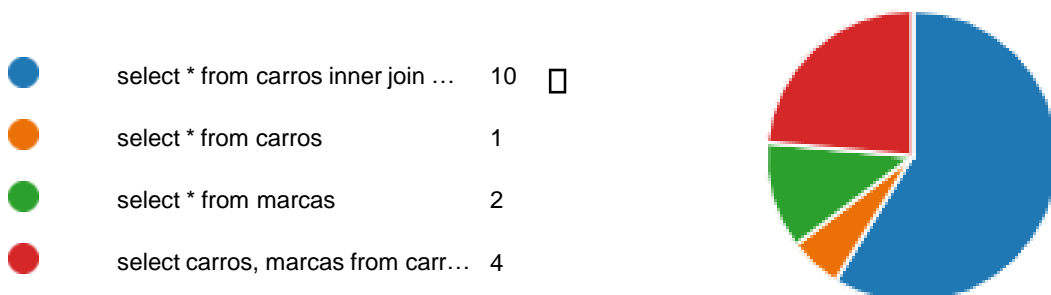 select * from carros inner join … 10
select * from carros 1
select * from marcas 2
select carros, marcas from carr… 4